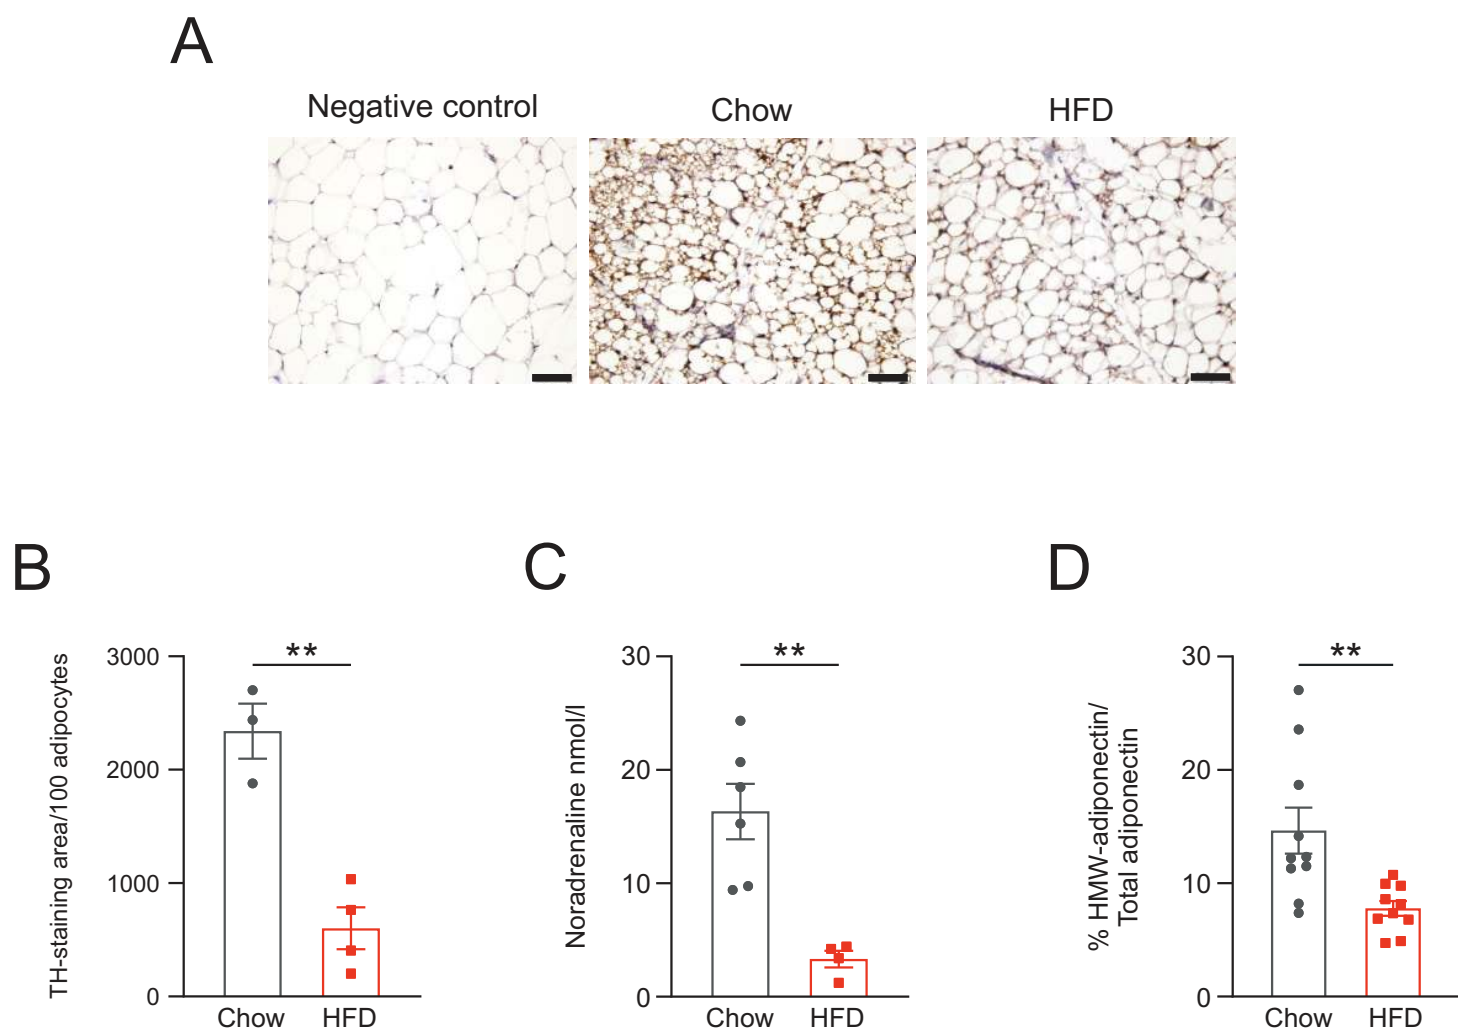 A
Negative control
Chow
HFD
B
TH-staining area/100 adipocytes
3000
2000
1000
0
**
Chow
HFD
C
Noradrenaline nmol/l
30
20
10
0
**
Chow
HFD
D
% HMW-adiponectin/
Total adiponectin
30
20
10
0
**
Chow
HFD